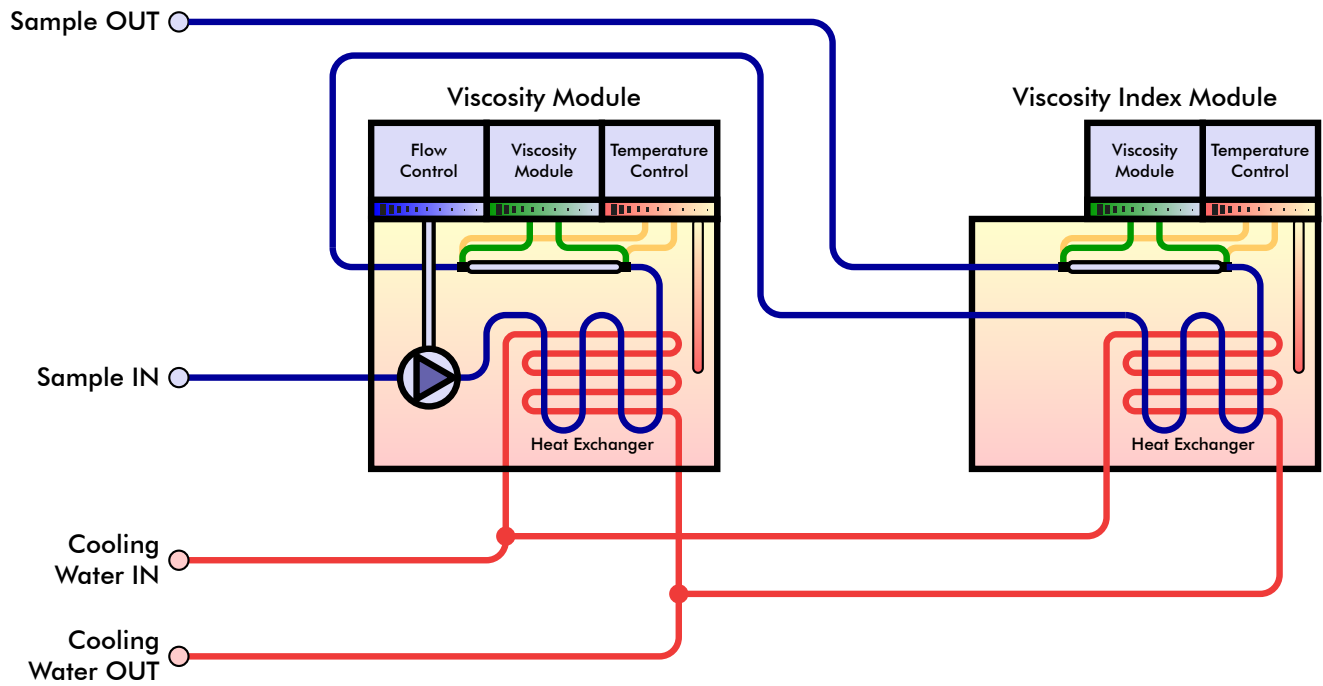 Sample OUT
Viscosity Module
Viscosity Index Module
Flow
Control
Viscosity
Module
Temperature
Control
Viscosity
Module
Temperature
Control
Sample IN
Heat Exchanger
Heat Exchanger
Cooling
Water IN
Cooling
Water OUT